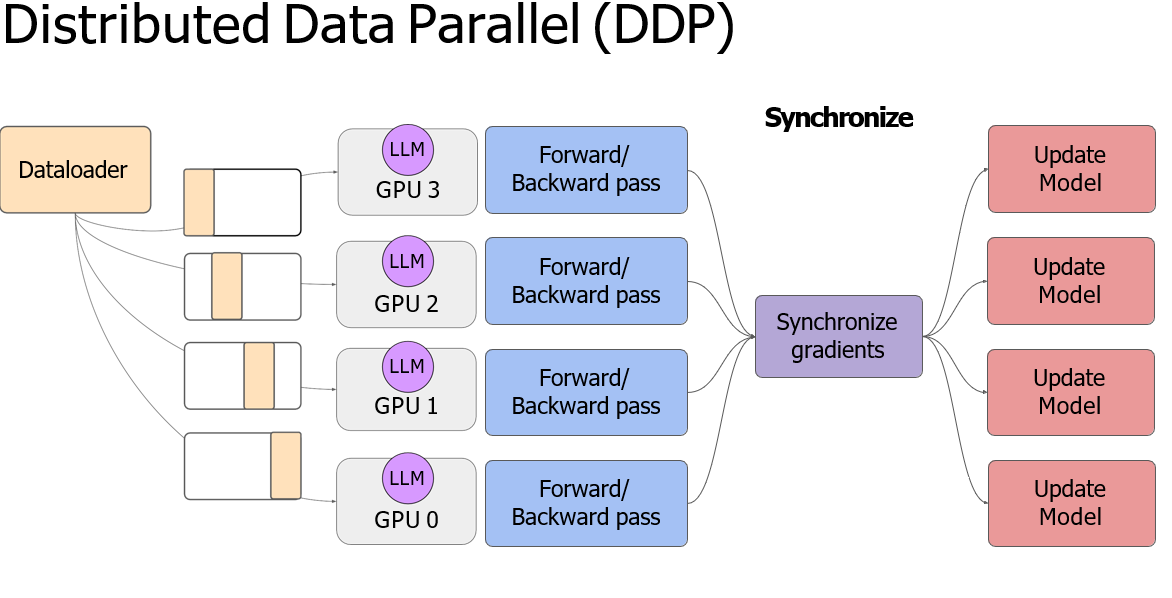 Distributed Data Parallel (DDP)
Synchronize
Dataloader
LLM
GPU 3
Forward/
Backward pass
Update
Model
LLM
GPU 2
Forward/
Backward pass
Update
Model
Synchronize
gradients
LLM
GPU 1
Forward/
Backward pass
Update
Model
LLM
GPU 0
Forward/
Backward pass
Update
Model